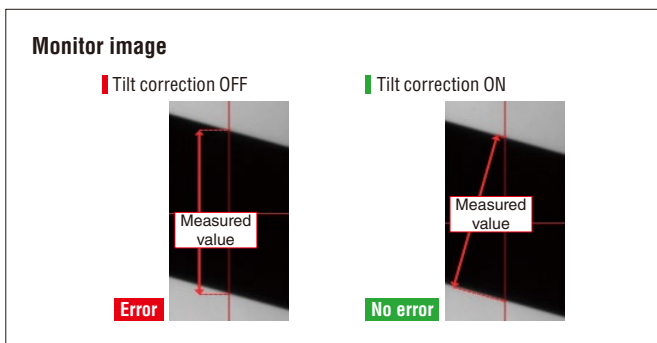 Monitor image
Tilt correction OFF
Measured
value
Error
Tilt correction ON
Measured
value
No error